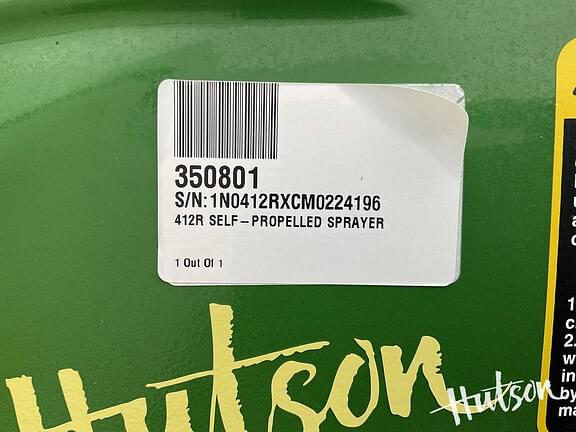 350801
S/N:1N0412RXCM0224196
412R SELF-PROPELLED SPRAYER
1 Out Of 1
Hutson
Hutson